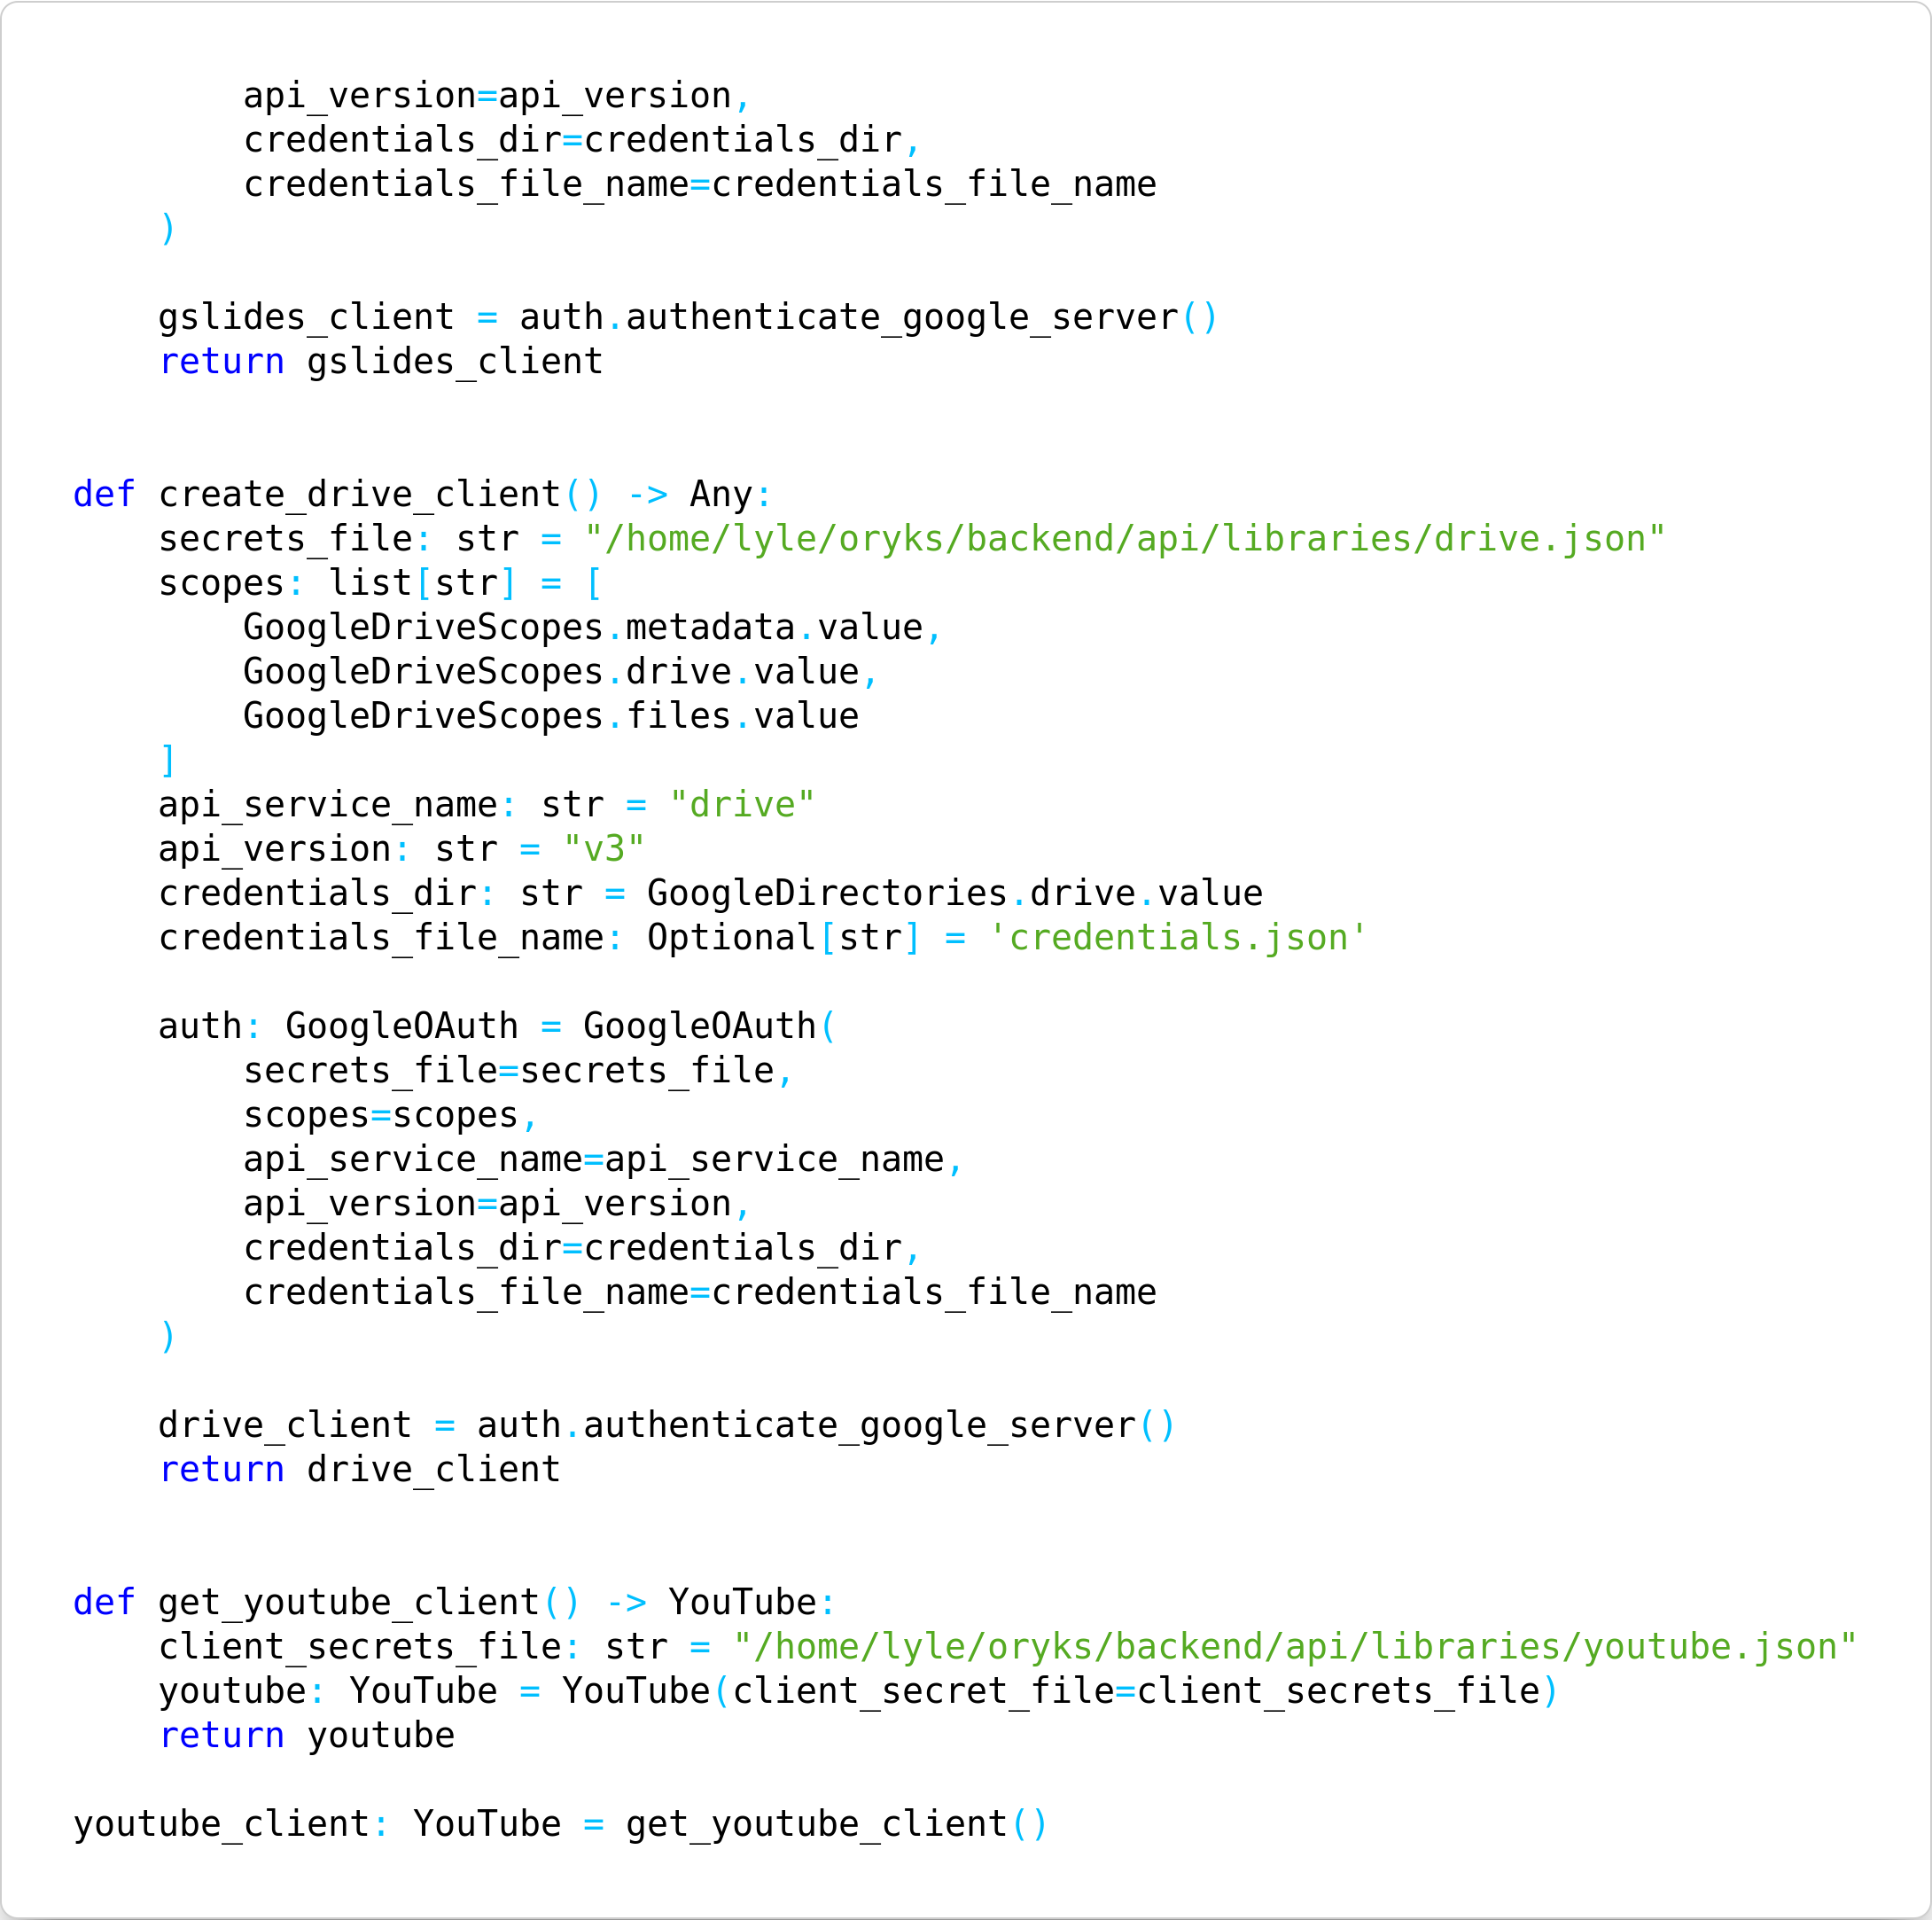 api_version=api_version,
        credentials_dir=credentials_dir,
        credentials_file_name=credentials_file_name
    )

    gslides_client = auth.authenticate_google_server()
    return gslides_client


def create_drive_client() -> Any:
    secrets_file: str = "/home/lyle/oryks/backend/api/libraries/drive.json"
    scopes: list[str] = [
        GoogleDriveScopes.metadata.value,
        GoogleDriveScopes.drive.value,
        GoogleDriveScopes.files.value
    ]
    api_service_name: str = "drive"
    api_version: str = "v3"
    credentials_dir: str = GoogleDirectories.drive.value
    credentials_file_name: Optional[str] = 'credentials.json'

    auth: GoogleOAuth = GoogleOAuth(
        secrets_file=secrets_file,
        scopes=scopes,
        api_service_name=api_service_name,
        api_version=api_version,
        credentials_dir=credentials_dir,
        credentials_file_name=credentials_file_name
    )

    drive_client = auth.authenticate_google_server()
    return drive_client


def get_youtube_client() -> YouTube:
    client_secrets_file: str = "/home/lyle/oryks/backend/api/libraries/youtube.json"
    youtube: YouTube = YouTube(client_secret_file=client_secrets_file)
    return youtube

youtube_client: YouTube = get_youtube_client()